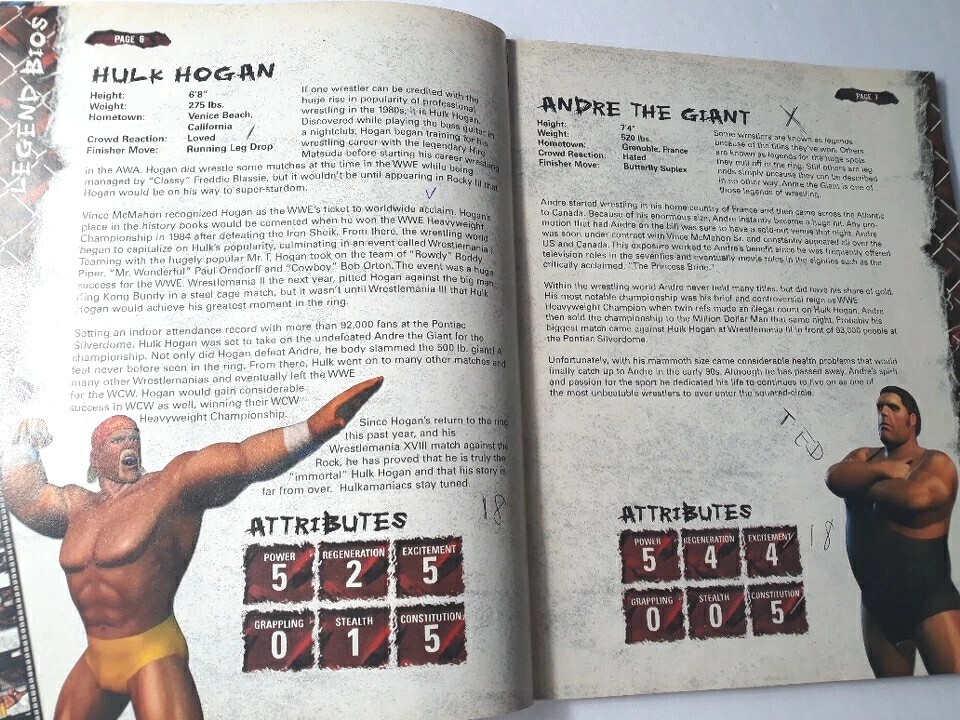 LEGEND BIOS
PAGE 6
HULK HOGAN
Height: 6'8"
Weight: 275 lbs.
Hometown: Venice Beach,
California
Crowd Reaction: Loved
Finisher Move: Running Leg Drop
If one wrestler can be credited with the
huge rise in popularity of professional
wrestling in the 1980s, it is Hulk Hogan.
Discovered while playing the bass guitar in
a nightclub, Hogan began training for his
wrestling career with the legendary Hiro
Matsuda before starting his career wrestling
in the AWA. Hogan did wrestle some matches at the time in the WWE while being
managed by "Classy" Freddie Blassie, but it wouldn't be until appearing in Rocky III that
Hogan would be on his way to super-stardom.
Vince McMahon recognized Hogan as the WWE's ticket to worldwide acclaim. Hogan's
place in the history books would be cemented when he won the WWE Heavyweight
Championship in 1984 after defeating the Iron Sheik. From there, the wrestling world
began to capitalize on Hulk's popularity, culminating in an event called Wrestlemania I.
Teaming with the hugely popular Mr. T, Hogan took on the team of "Rowdy" Roddy
Piper, "Mr. Wonderful" Paul Orndorff and "Cowboy" Bob Orton. The event was a huge
success for the WWE. Wrestlemania II the next year, pitted Hogan against the big man,
King Kong Bundy in a steel cage match, but it wasn't until Wrestlemania III that Hulk
Hogan would achieve his greatest moment in the ring.
Setting an indoor attendance record with more than 92,000 fans at the Pontiac
Silverdome, Hulk Hogan was set to take on the undefeated Andre the Giant for the
championship. Not only did Hogan defeat Andre, he body slammed the 500 lb. giant! A
feat never before seen in the ring. From there, Hulk went on to many other matches and
many other Wrestlemanias and eventually left the WWE
for the WCW. Hogan would gain considerable
success in WCW as well, winning their WCW
Heavyweight Championship.
Since Hogan's return to the ring
this past year, and his
Wrestlemania XVIII match against the
Rock, he has proved that he is truly the
"immortal" Hulk Hogan and that his story is
far from over. Hulkamaniacs stay tuned.
18
ATTRIBUTES
POWER REGENERATION EXCITEMENT
5 2 5
GRAPPLING STEALTH CONSTITUTION
0 1 5
PAGE 7
ANDRE THE GIANT X
Height: 7'4"
Weight: 520 lbs.
Hometown: Grenoble, France
Crowd Reaction: Hated
Finisher Move: Butterfly Suplex
Some wrestlers are known as legends
because of the titles they've won. Others
are known as legends for the huge spots
they pull off in the ring. Still others are leg
ends simply because they can be described
in no other way. Andre the Giant is one of
those legends of wrestling.
Andre started wrestling in his home country of France and then came across the Atlantic
to Canada. Because of his enormous size, Andre instantly became a huge hit. Any pro-
motion that had Andre on the bill was sure to have a sold-out venue that night. Andre
was soon under contract with Vince McMahon Sr. and constantly appeared all over the
US and Canada. This exposure worked to Andre's benefit since he was frequently offered
television roles in the seventies and eventually movie roles in the eighties such as the
critically acclaimed, "The Princess Bride."
Within the wrestling world Andre never held many titles, but did have his share of gold.
His most notable championship was his brief and controversial reign as WWE
Heavyweight Champion when twin refs made an illegal count on Hulk Hogan. Andre
then sold the championship to the Million Dollar Man that same night. Probably his
biggest match came against Hulk Hogan at Wrestlemania III in front of 93,000 people at
the Pontiac Silverdome.
Unfortunately, with his mammoth size came considerable health problems that would
finally catch up to Andre in the early 90s. Although he has passed away, Andre's spirit
and passion for the sport he dedicated his life to continues to live on as one of
the most unbeatable wrestlers to ever enter the squared-circle.
TED
18
ATTRIBUTES
POWER REGENERATION EXCITEMENT
5 4 4
GRAPPLING STEALTH CONSTITUTION
0 0 5